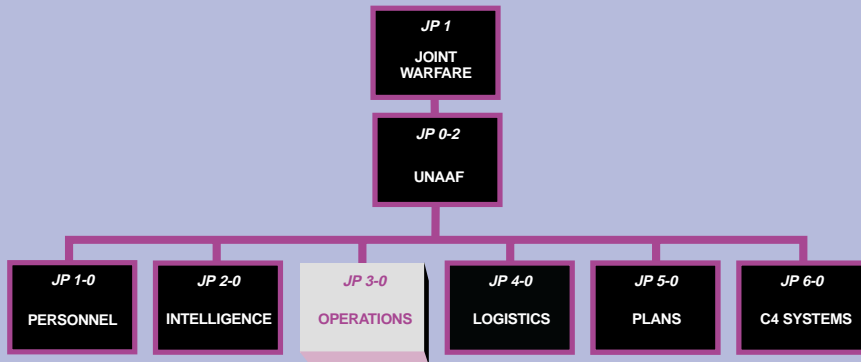 JP 1
JOINT
WARFARE
JP 0-2
UNAAF
JP 1-0
PERSONNEL
JP 2-0
INTELLIGENCE
JP 3-0
OPERATIONS
JP 4-0
LOGISTICS
JP 5-0
PLANS
JP 6-0
C4 SYSTEMS